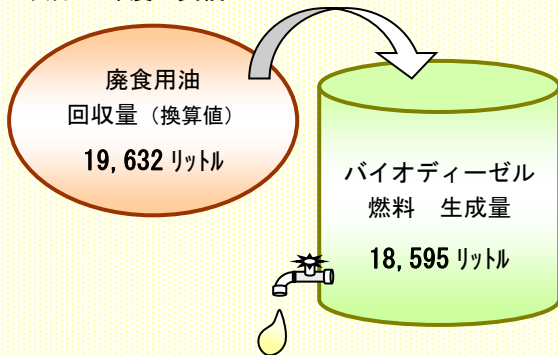 廃食用油
回収量（換算値）
19,632 リットル
バイオディーゼル
燃料　生成量
18,595 リットル